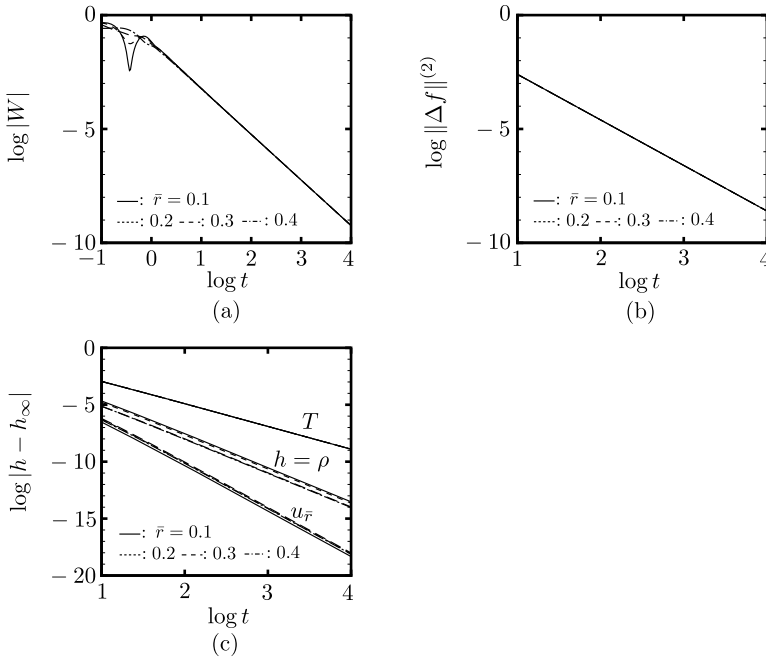 0
− 5
− 10
log |W|
−1 0 1 2 3 4
log t
—: r̄ = 0.1
-----: 0.2 ---: 0.3 —·—: 0.4
(a)
0
− 5
− 10
log ∥Δf∥⁽²⁾
1 2 3 4
log t
—: r̄ = 0.1
-----: 0.2 ---: 0.3 —·—: 0.4
(b)
0
− 5
− 10
− 15
− 20
log |h − h∞|
T
h = ρ
u_r̄
—: r̄ = 0.1
-----: 0.2 ---: 0.3 —·—: 0.4
1 2 3 4
log t
(c)